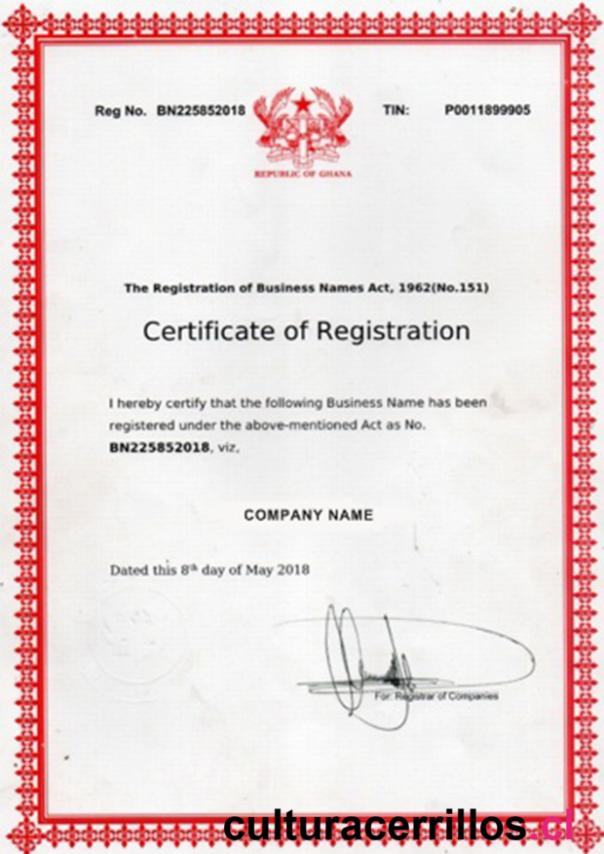 Reg No. BN225852018 TIN: P0011899905
REPUBLIC OF GHANA
The Registration of Business Names Act, 1962(No.151)
Certificate of Registration
I hereby certify that the following Business Name has been
registered under the above-mentioned Act as No.
BN225852018, viz,
COMPANY NAME
Dated this 8th day of May 2018
For: Registrar of Companies
culturacerrillos.cl